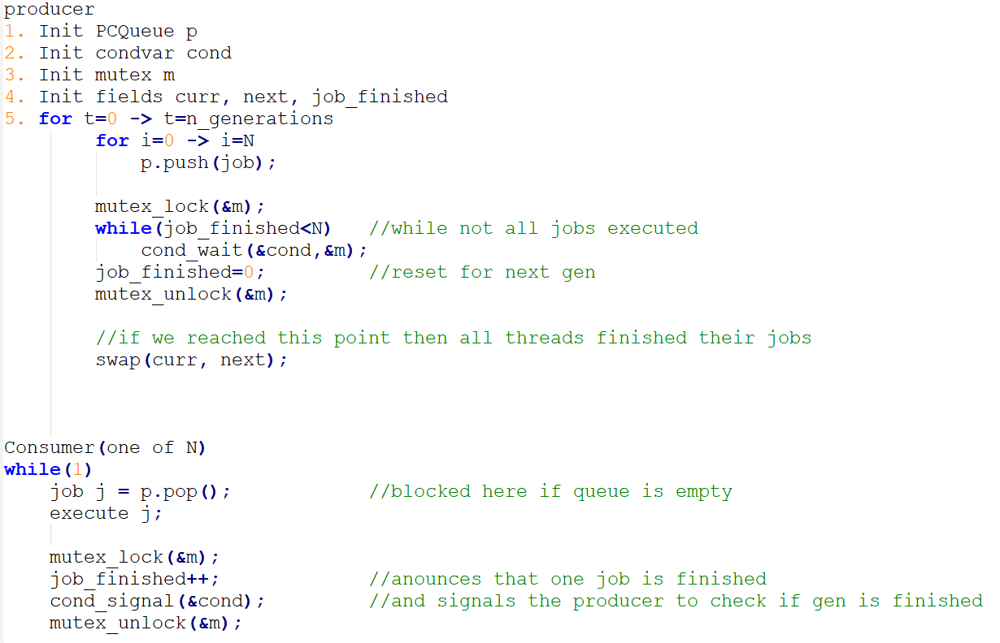 producer
1. Init PCQueue p
2. Init condvar cond
3. Init mutex m
4. Init fields curr, next, job_finished
5. for t=0 -> t=n_generations
for i=0 -> i=N
p.push(job);
mutex_lock(&m);
while(job_finished<N) //while not all jobs executed
cond_wait(&cond,&m);
job_finished=0; //reset for next gen
mutex_unlock(&m);
//if we reached this point then all threads finished their jobs
swap(curr, next);
Consumer(one of N)
while(1)
job j = p.pop(); //blocked here if queue is empty
execute j;
mutex_lock(&m);
job_finished++; //anounces that one job is finished
cond_signal(&cond); //and signals the producer to check if gen is finished
mutex_unlock(&m);